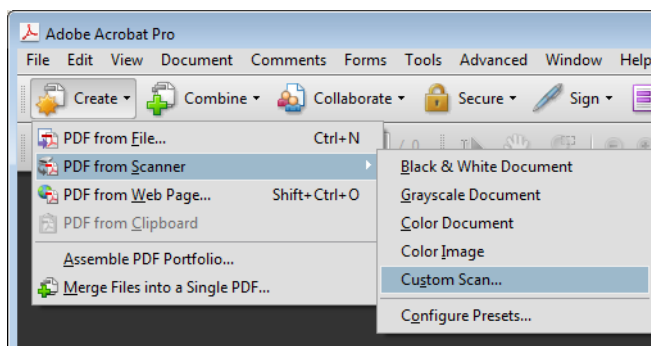 Adobe Acrobat Pro
File Edit View Document Comments Forms Tools Advanced Window Help
Create Combine Collaborate Secure Sign
PDF from File... Ctrl+N
PDF from Scanner
PDF from Web Page... Shift+Ctrl+O
PDF from Clipboard
Assemble PDF Portfolio...
Merge Files into a Single PDF...
Black & White Document
Grayscale Document
Color Document
Color Image
Custom Scan...
Configure Presets...